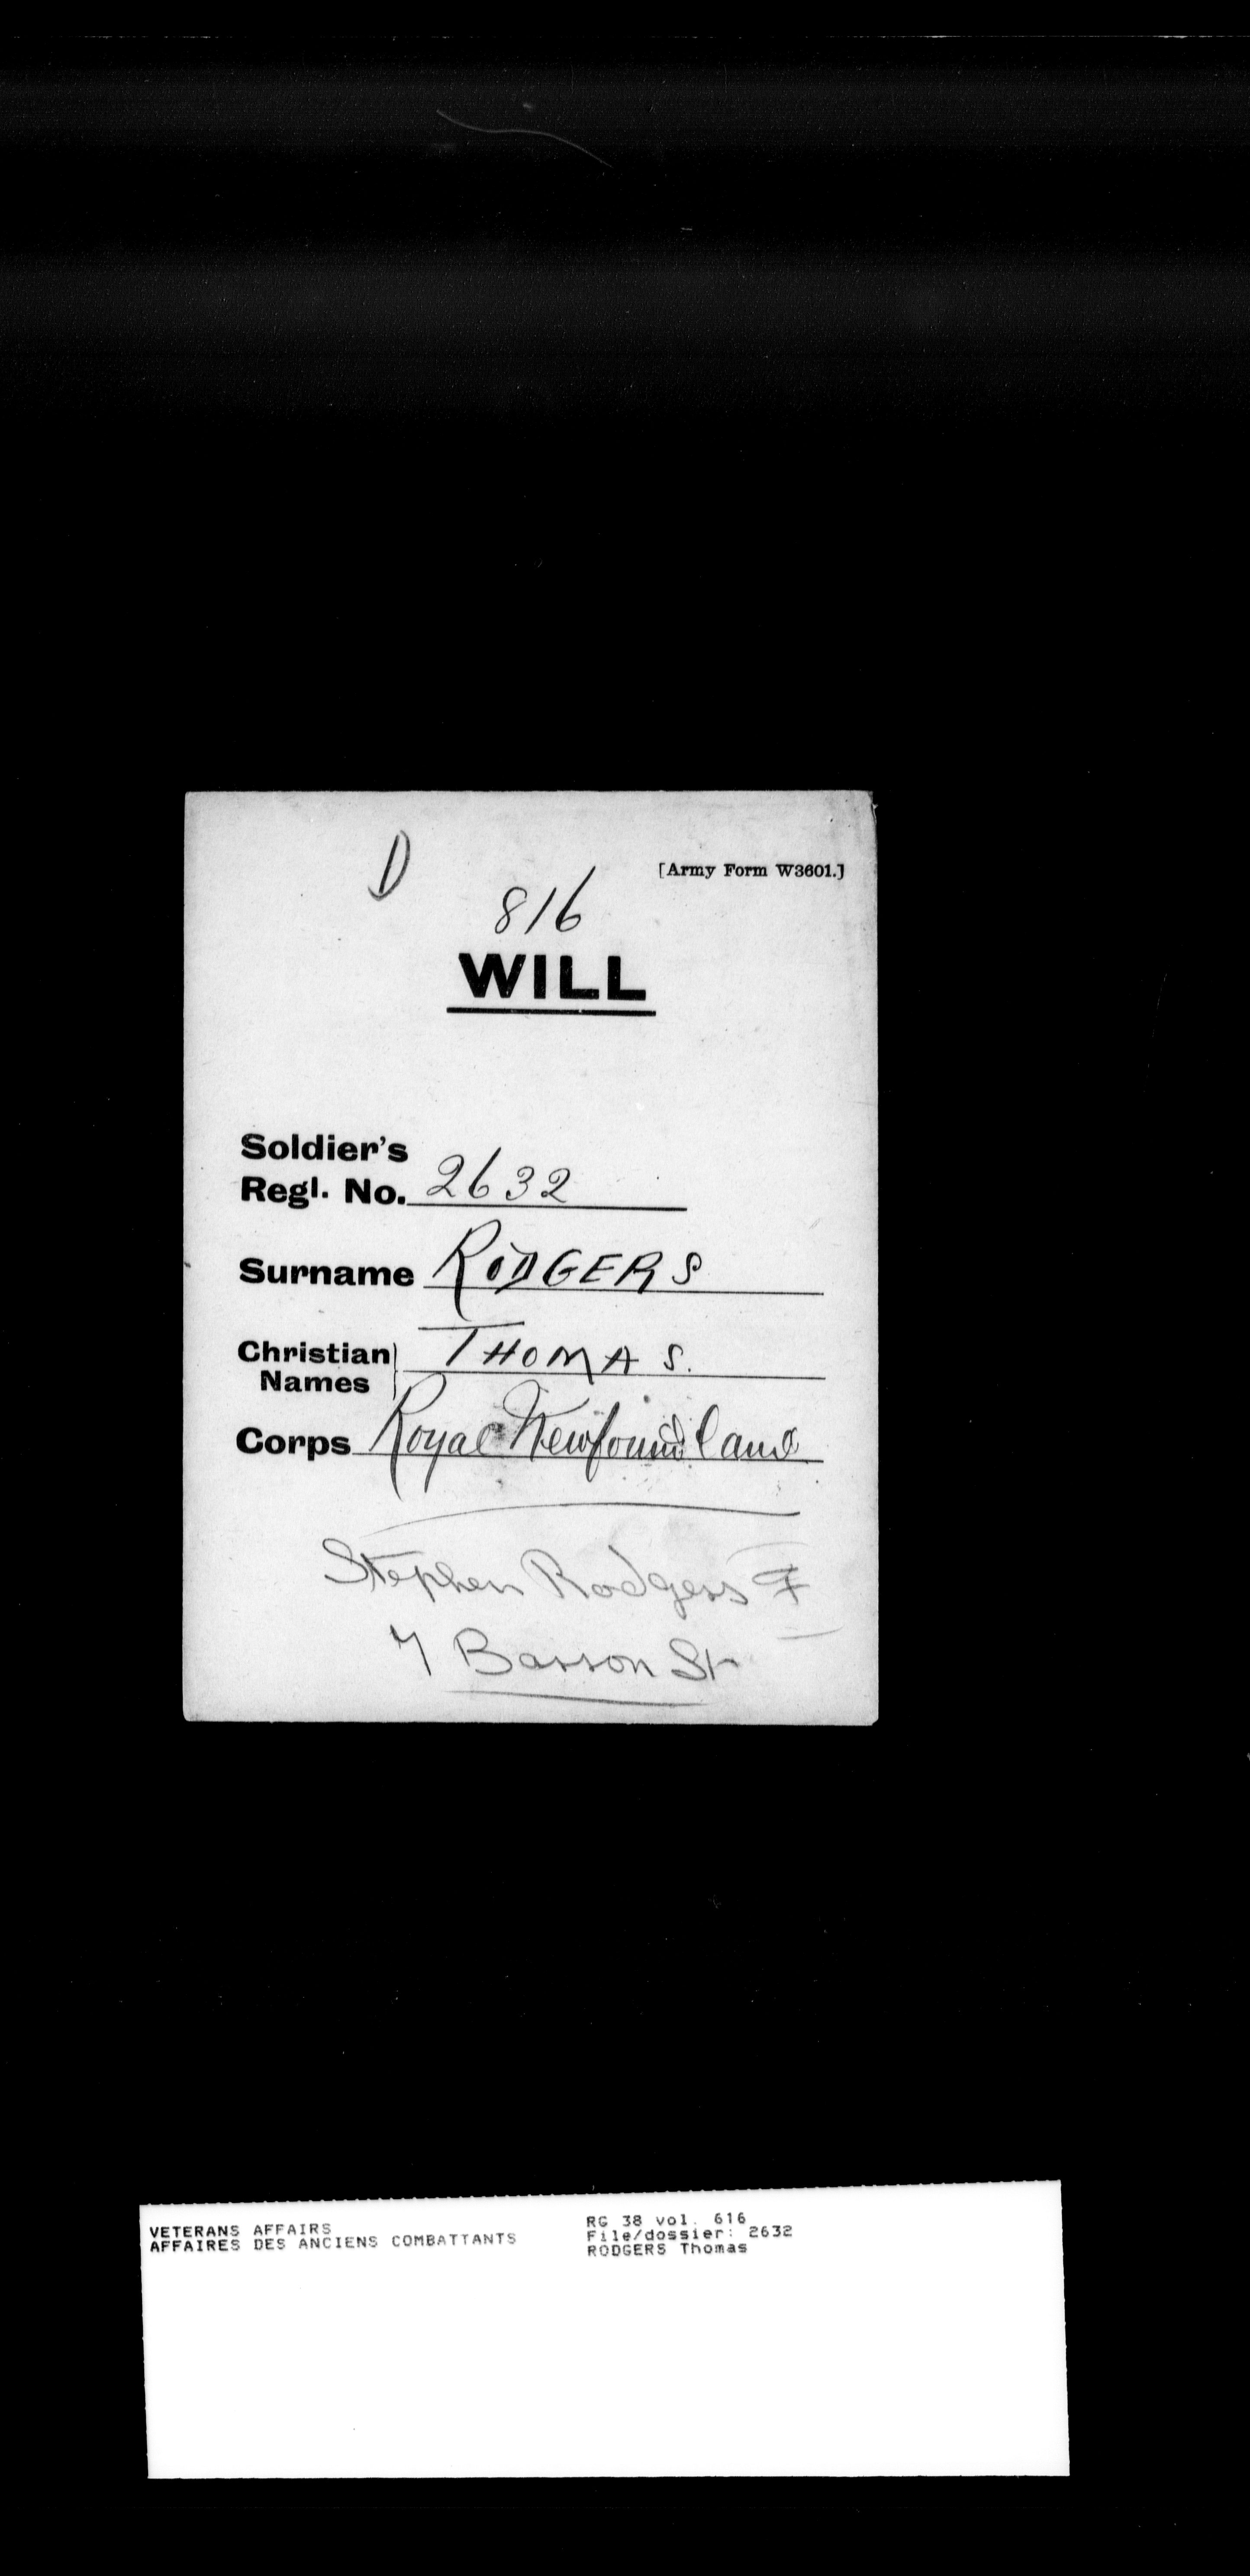 D
[Army Form W3601.]
816
WILL
Soldier's
Regl. No. 2632
Surname RODGERS
Christian
Names THOMAS.
Corps Royal Newfoundland
Stephen Rodgers F
7 Barron St
VETERANS AFFAIRS
AFFAIRES DES ANCIENS COMBATTANTS
RG 38 vol. 616
File/dossier: 2632
RODGERS Thomas